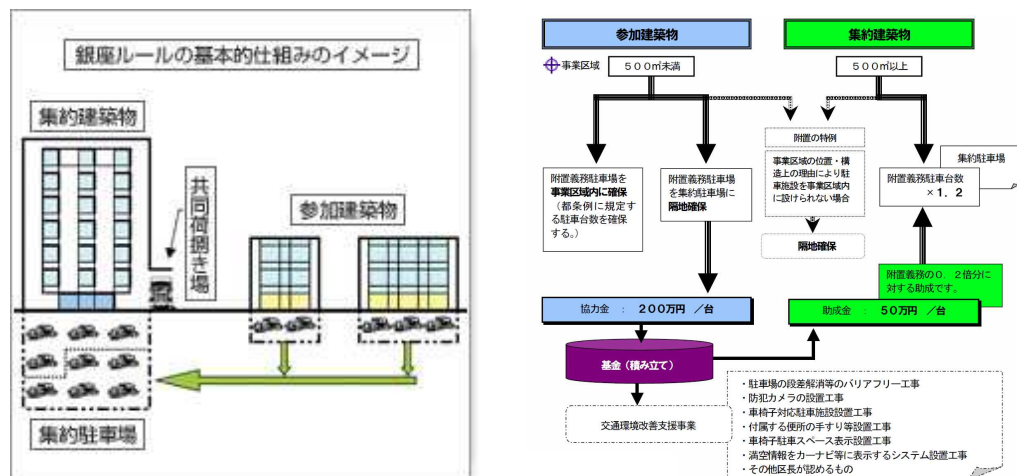 銀座ルールの基本的仕組みのイメージ
集約建築物
共同荷捌き場
参加建築物
集約駐車場
参加建築物
集約建築物
事業区域
500㎡未満
500㎡以上
附置の特例
事業区域の位置・構
造上の理由により駐
車施設を事業区域内
に設けられない場合
隔地確保
附置義務駐車場を
事業区域内に確保
(都条例に規定す
る駐車台数を確保
する。)
附置義務駐車場
を集約駐車場に
隔地確保
集約駐車場
附置義務駐車台数
×1.2
附置義務の0.2倍分に
対する助成です。
協力金 : 200万円 /台
助成金 : 50万円 /台
基金(積み立て)
交通環境改善支援事業
・駐車場の段差解消等のバリアフリー工事
・防犯カメラの設置工事
・車椅子対応駐車施設設置工事
・付属する便所の手すり等設置工事
・車椅子駐車スペース表示設置工事
・満空情報をカーナビ等に表示するシステム設置工事
・その他区長が認めるもの